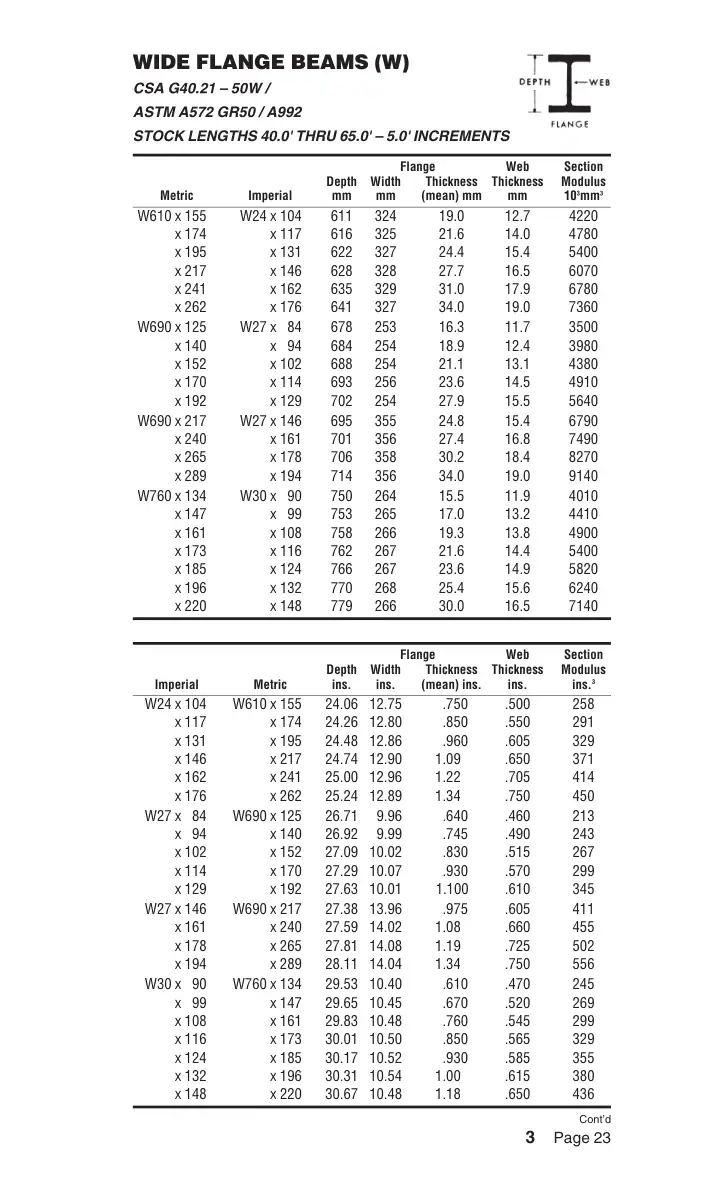 WIDE FLANGE BEAMS (W)
CSA G40.21 – 50W /
ASTM A572 GR50 / A992
STOCK LENGTHS 40.0' THRU 65.0' – 5.0' INCREMENTS
DEPTH WEB
FLANGE
Flange Web Section
Depth Width Thickness Thickness Modulus
Metric Imperial mm mm (mean) mm mm 10³mm³
W610 x 155 W24 x 104 611 324 19.0 12.7 4220
x 174 x 117 616 325 21.6 14.0 4780
x 195 x 131 622 327 24.4 15.4 5400
x 217 x 146 628 328 27.7 16.5 6070
x 241 x 162 635 329 31.0 17.9 6780
x 262 x 176 641 327 34.0 19.0 7360
W690 x 125 W27 x 84 678 253 16.3 11.7 3500
x 140 x 94 684 254 18.9 12.4 3980
x 152 x 102 688 254 21.1 13.1 4380
x 170 x 114 693 256 23.6 14.5 4910
x 192 x 129 702 254 27.9 15.5 5640
W690 x 217 W27 x 146 695 355 24.8 15.4 6790
x 240 x 161 701 356 27.4 16.8 7490
x 265 x 178 706 358 30.2 18.4 8270
x 289 x 194 714 356 34.0 19.0 9140
W760 x 134 W30 x 90 750 264 15.5 11.9 4010
x 147 x 99 753 265 17.0 13.2 4410
x 161 x 108 758 266 19.3 13.8 4900
x 173 x 116 762 267 21.6 14.4 5400
x 185 x 124 766 267 23.6 14.9 5820
x 196 x 132 770 268 25.4 15.6 6240
x 220 x 148 779 266 30.0 16.5 7140
Flange Web Section
Depth Width Thickness Thickness Modulus
Imperial Metric ins. ins. (mean) ins. ins. ins.³
W24 x 104 W610 x 155 24.06 12.75 .750 .500 258
x 117 x 174 24.26 12.80 .850 .550 291
x 131 x 195 24.48 12.86 .960 .605 329
x 146 x 217 24.74 12.90 1.09 .650 371
x 162 x 241 25.00 12.96 1.22 .705 414
x 176 x 262 25.24 12.89 1.34 .750 450
W27 x 84 W690 x 125 26.71 9.96 .640 .460 213
x 94 x 140 26.92 9.99 .745 .490 243
x 102 x 152 27.09 10.02 .830 .515 267
x 114 x 170 27.29 10.07 .930 .570 299
x 129 x 192 27.63 10.01 1.100 .610 345
W27 x 146 W690 x 217 27.38 13.96 .975 .605 411
x 161 x 240 27.59 14.02 1.08 .660 455
x 178 x 265 27.81 14.08 1.19 .725 502
x 194 x 289 28.11 14.04 1.34 .750 556
W30 x 90 W760 x 134 29.53 10.40 .610 .470 245
x 99 x 147 29.65 10.45 .670 .520 269
x 108 x 161 29.83 10.48 .760 .545 299
x 116 x 173 30.01 10.50 .850 .565 329
x 124 x 185 30.17 10.52 .930 .585 355
x 132 x 196 30.31 10.54 1.00 .615 380
x 148 x 220 30.67 10.48 1.18 .650 436
Cont'd
3 Page 23